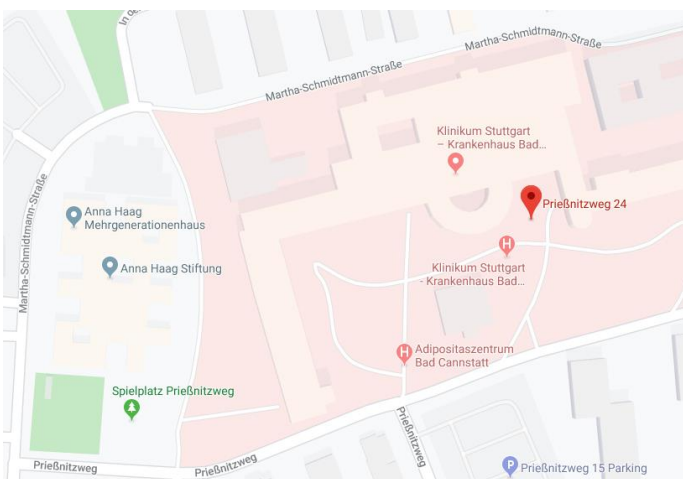 Martha-Schmidtmann-Straße
Martha-Schmidtmann-Straße
Klinikum Stuttgart
– Krankenhaus Bad...
Prießnitzweg 24
Anna Haag
Mehrgenerationenhaus
Martha-Schmidtmann-Straße
Anna Haag Stiftung
H
Klinikum Stuttgart
- Krankenhaus Bad...
H
Adipositaszentrum
Bad Cannstatt
Spielplatz Prießnitzweg
Prießnitzweg
Prießnitzweg
Prießnitzweg
P
Prießnitzweg 15 Parking